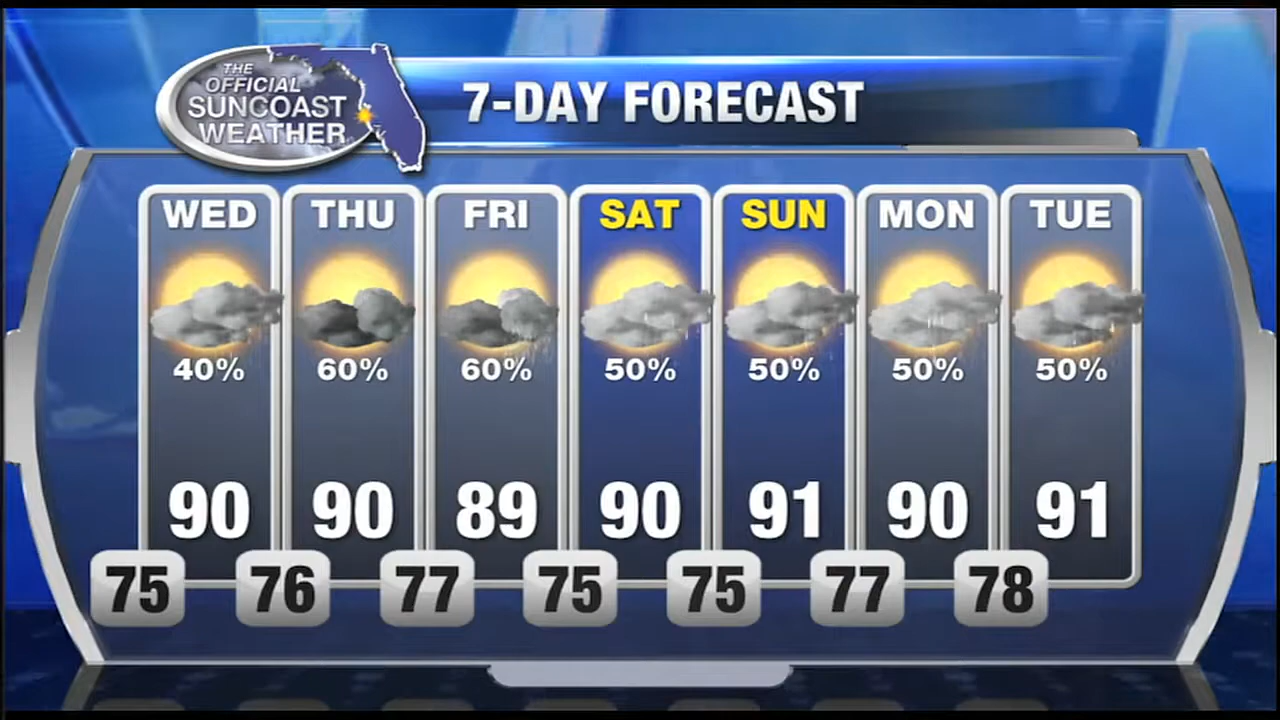 THE
OFFICIAL
SUNCOAST
WEATHER
7-DAY FORECAST
WED THU FRI SAT SUN MON TUE
40% 60% 60% 50% 50% 50% 50%
90 90 89 90 91 90 91
75 76 77 75 75 77 78